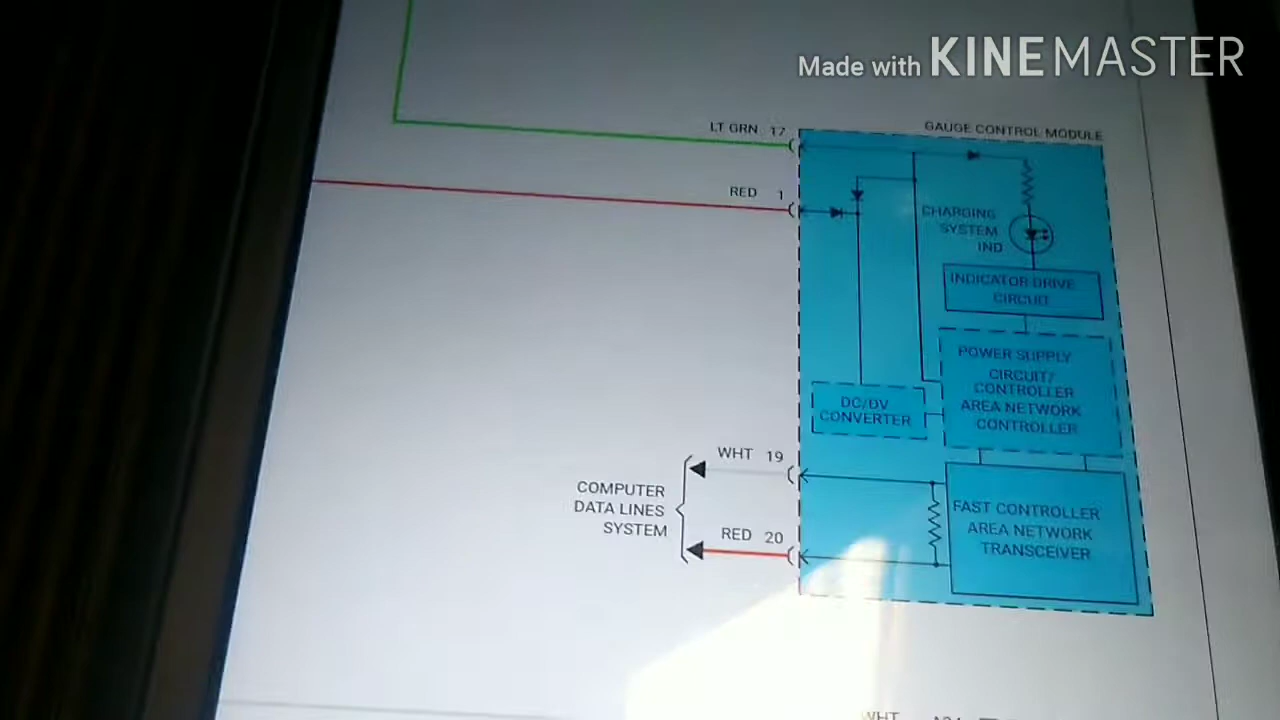 Made with KINEMASTER
LT GRN 17
GAUGE CONTROL MODULE
RED 1
CHARGING
SYSTEM
IND
INDICATOR DRIVE
CIRCUIT
POWER SUPPLY
CIRCUIT/
CONTROLLER
AREA NETWORK
CONTROLLER
DC/DV
CONVERTER
WHT 19
COMPUTER
DATA LINES
SYSTEM
RED 20
FAST CONTROLLER
AREA NETWORK
TRANSCEIVER
WHT